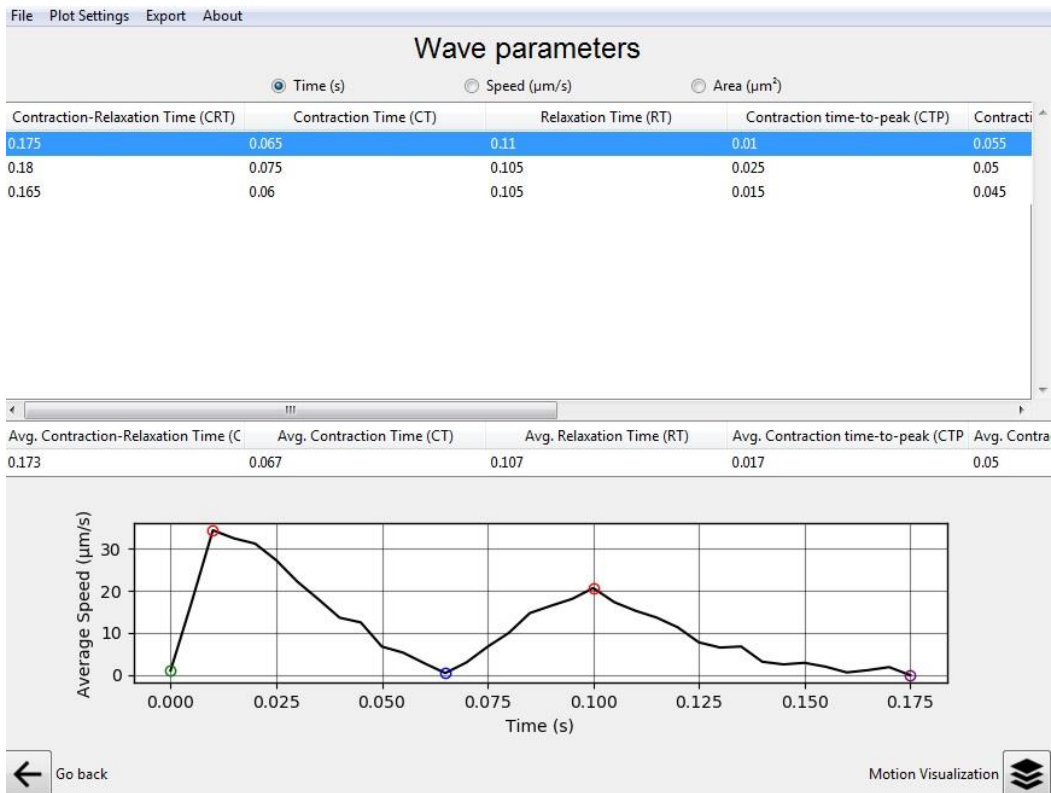 File Plot Settings Export About
Wave parameters
Time (s) Speed (µm/s) Area (µm²)
Contraction-Relaxation Time (CRT) Contraction Time (CT) Relaxation Time (RT) Contraction time-to-peak (CTP) Contracti
0.175 0.065 0.11 0.01 0.055
0.18 0.075 0.105 0.025 0.05
0.165 0.06 0.105 0.015 0.045
Avg. Contraction-Relaxation Time (C Avg. Contraction Time (CT) Avg. Relaxation Time (RT) Avg. Contraction time-to-peak (CTP Avg. Contra
0.173 0.067 0.107 0.017 0.05
Average Speed (µm/s)
30
20
10
0
0.000 0.025 0.050 0.075 0.100 0.125 0.150 0.175
Time (s)
Go back Motion Visualization